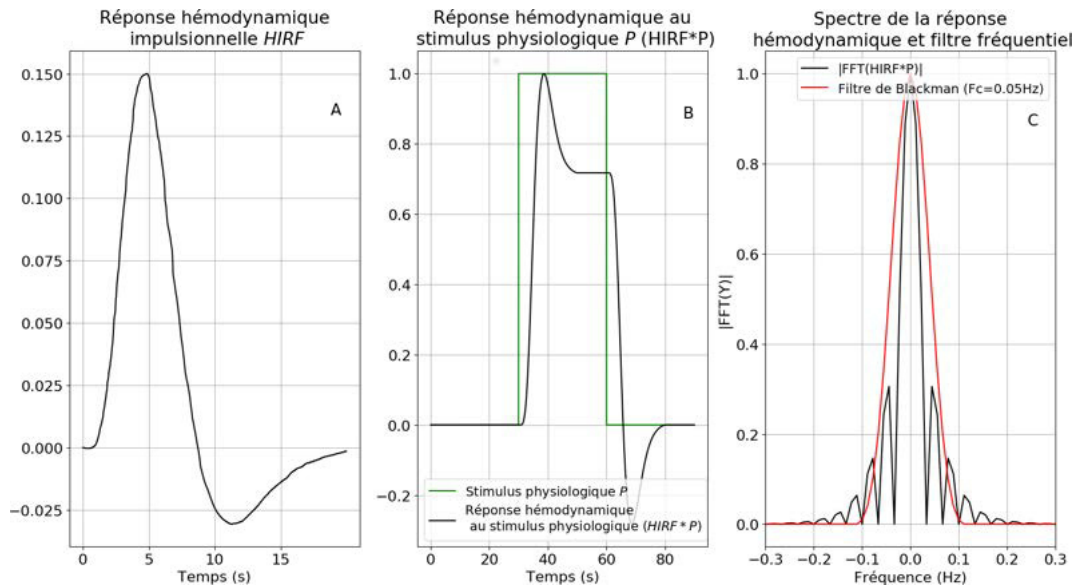 Réponse hémodynamique
impulsionnelle HIRF
A
0.150
0.125
0.100
0.075
0.050
0.025
0.000
−0.025
0
5
10
15
Temps (s)
Réponse hémodynamique au
stimulus physiologique P (HIRF*P)
B
1.0
0.8
0.6
0.4
0.2
0.0
−0.2
Stimulus physiologique P
Réponse hémodynamique
au stimulus physiologique (HIRF * P)
0
20
40
60
80
Temps (s)
Spectre de la réponse
hémodynamique et filtre fréquentiel
|FFT(HIRF*P)|
Filtre de Blackman (Fc=0.05Hz)
C
|FFT(Y)|
1.0
0.8
0.6
0.4
0.2
0.0
−0.3
−0.2
−0.1
0.0
0.1
0.2
0.3
Fréquence (Hz)